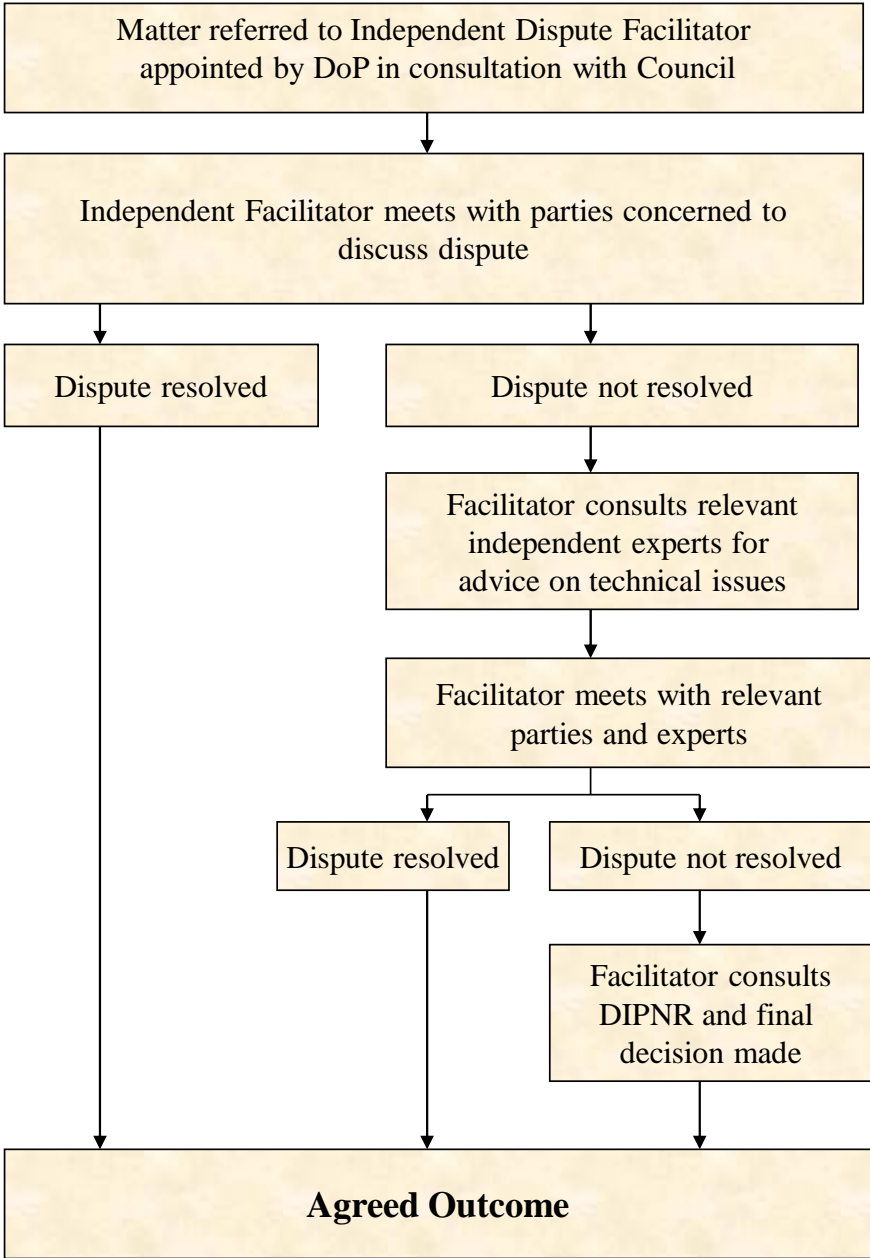 Matter referred to Independent Dispute Facilitator
appointed by DoP in consultation with Council
Independent Facilitator meets with parties concerned to
discuss dispute
Dispute resolved
Dispute not resolved
Facilitator consults relevant
independent experts for
advice on technical issues
Facilitator meets with relevant
parties and experts
Dispute resolved
Dispute not resolved
Facilitator consults
DIPNR and final
decision made
Agreed Outcome